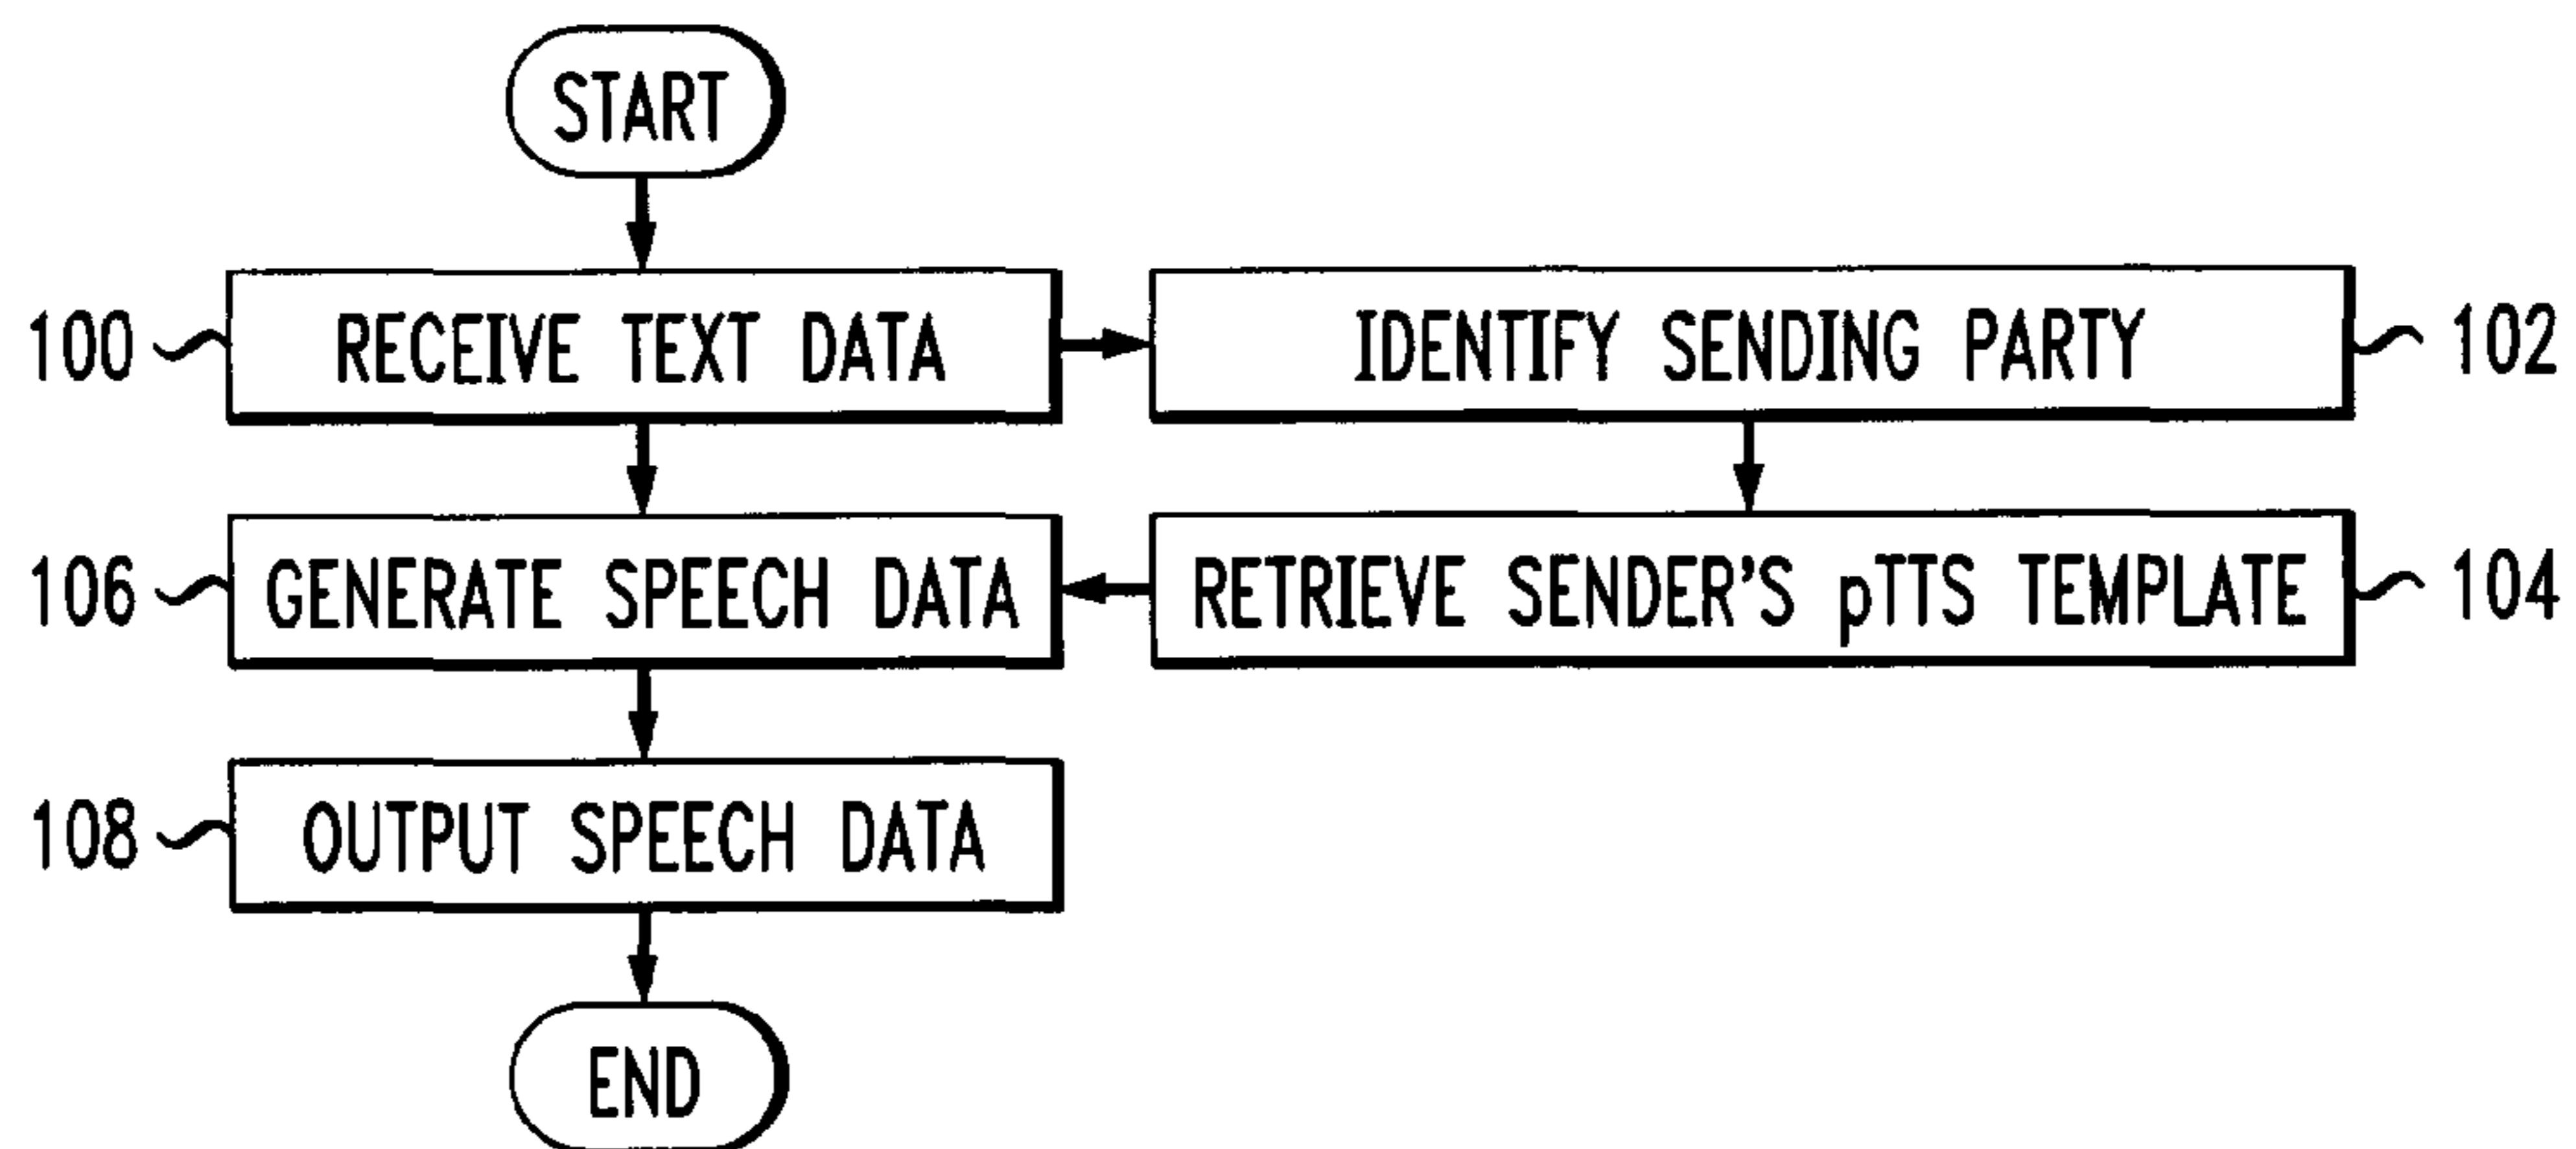 START
100 RECEIVE TEXT DATA IDENTIFY SENDING PARTY 102
106 GENERATE SPEECH DATA RETRIEVE SENDER'S pTTS TEMPLATE 104
108 OUTPUT SPEECH DATA
END